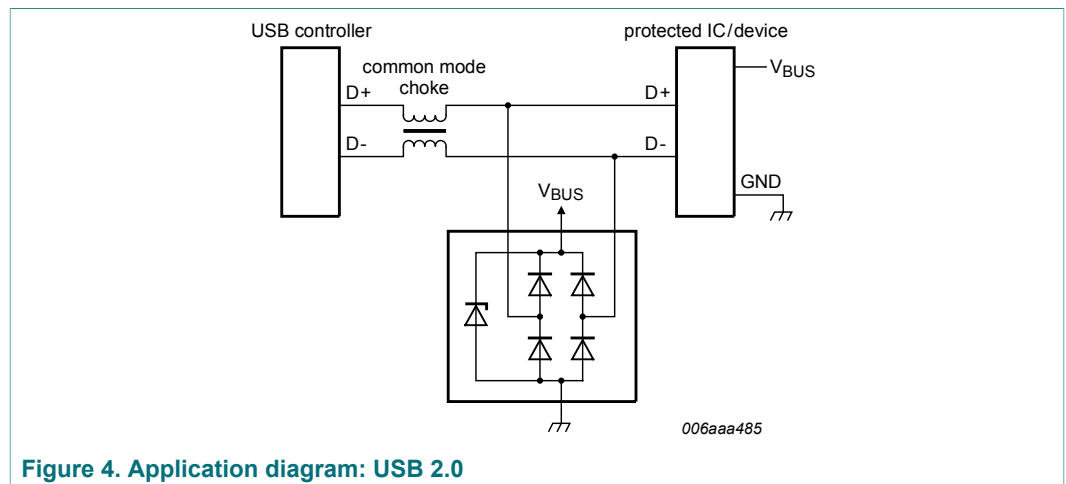 USB controller
protected IC/device
common mode
choke
VBUS
D+
D+
D-
D-
VBUS
GND
006aaa485
Figure 4. Application diagram: USB 2.0